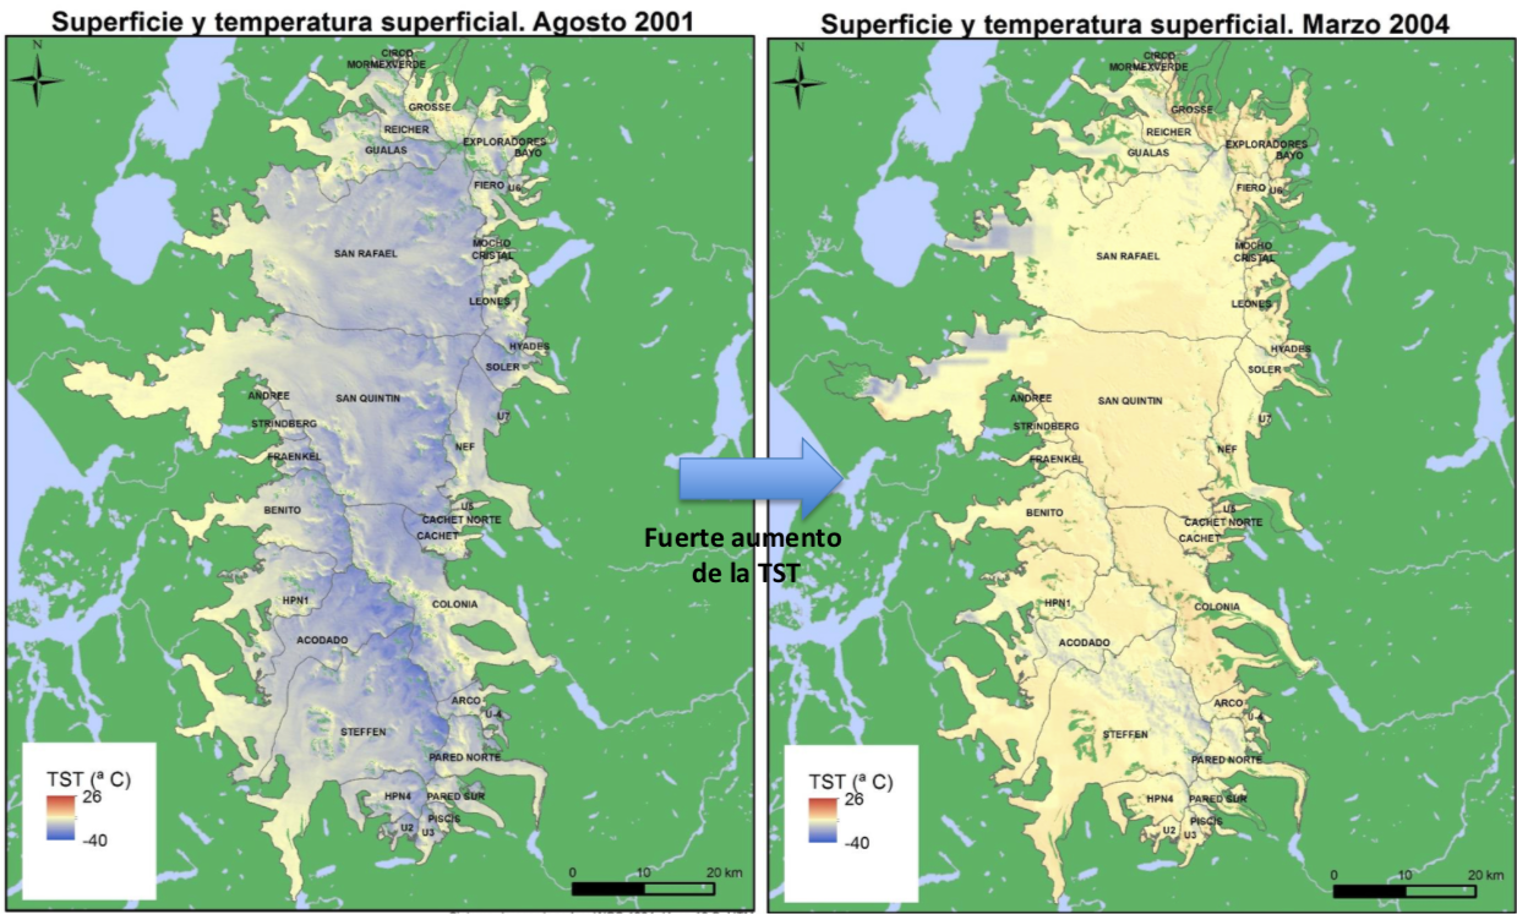 Superficie y temperatura superficial. Agosto 2001
N
CIRCO
MORMEXVERDE
GROSSE
REICHER
EXPLORADORES
GUALAS
BAYO
FIERO U6
SAN RAFAEL
MOCHO
CRISTAL
LEONES
HYADES
SOLER
ANDREE
SAN QUINTIN
U7
STRINDBERG
NEF
FRAENKEL
BENITO
U5
CACHET NORTE
CACHET
HPN1
COLONIA
ACODADO
ARCO
U-4
STEFFEN
PARED NORTE
HPN4
PARED SUR
PISCIS
U2
U3
TST (ª C)
26
-40
0 10 20 km
Fuerte aumento
de la TST
Superficie y temperatura superficial. Marzo 2004
N
CIRCO
MORMEXVERDE
GROSSE
REICHER
EXPLORADORES
GUALAS
BAYO
FIERO U6
SAN RAFAEL
MOCHO
CRISTAL
LEONES
HYADES
SOLER
ANDREE
SAN QUINTIN
U7
STRINDBERG
NEF
FRAENKEL
BENITO
U5
CACHET NORTE
CACHET
HPN1
COLONIA
ACODADO
ARCO
U-4
STEFFEN
PARED NORTE
HPN4
PARED SUR
PISCIS
U2
U3
TST (ª C)
26
-40
0 10 20 km